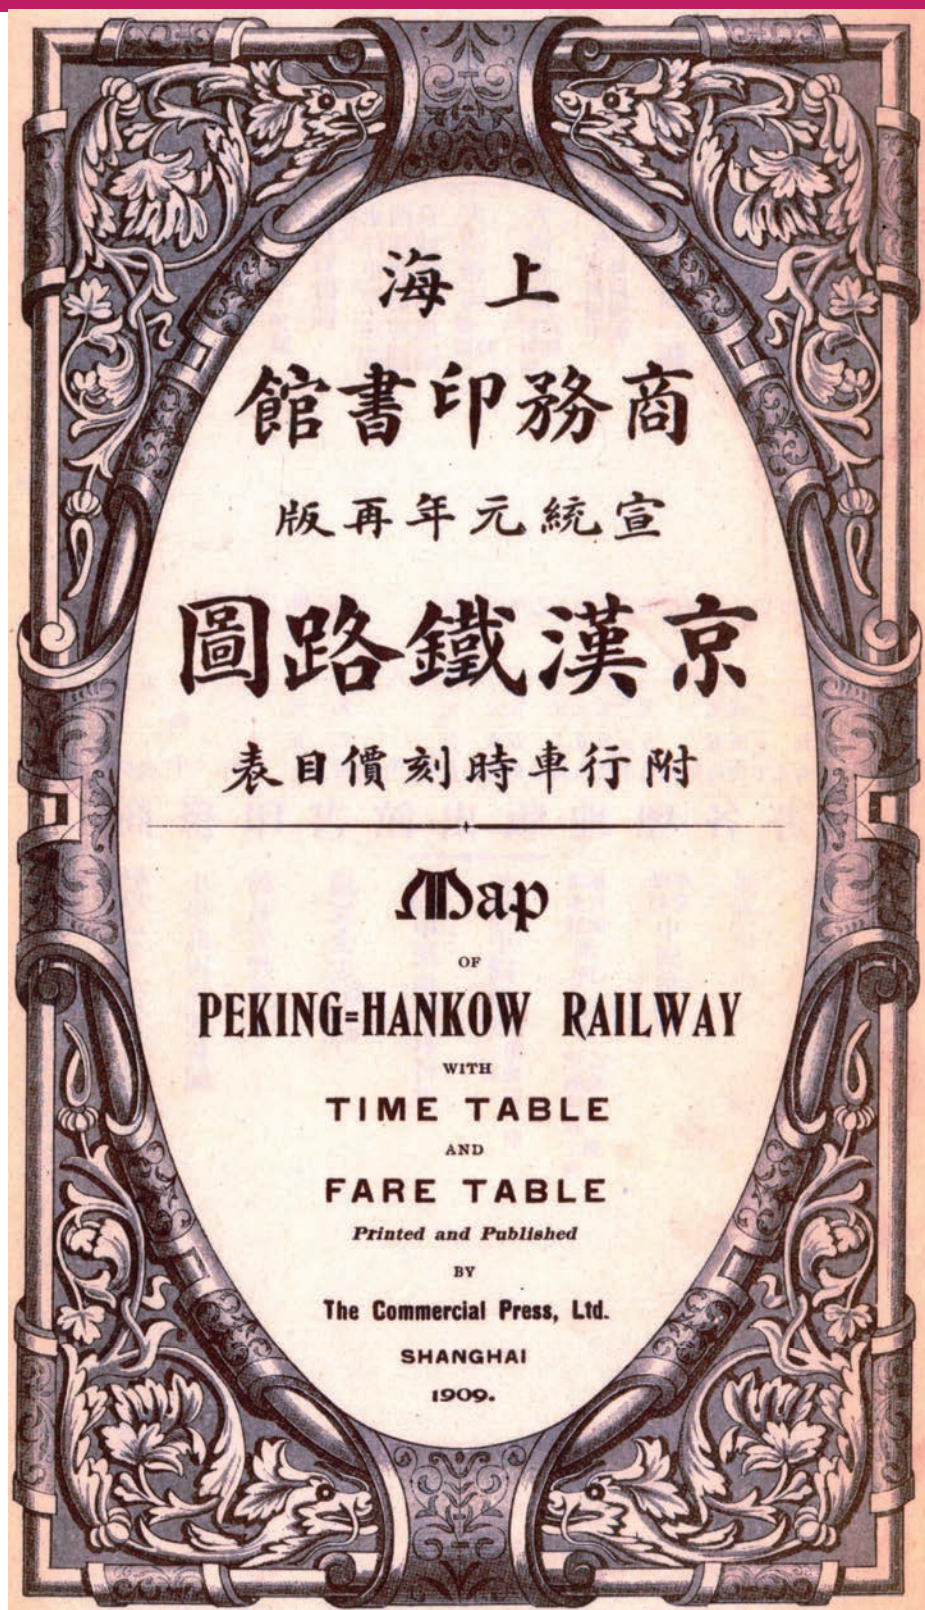 上海
商務印書館
宣統元年再版
京漢鐵路圖
附行車時刻價目表
Map
OF
PEKING=HANKOW RAILWAY
WITH
TIME TABLE
AND
FARE TABLE
Printed and Published
BY
The Commercial Press, Ltd.
SHANGHAI
1909.